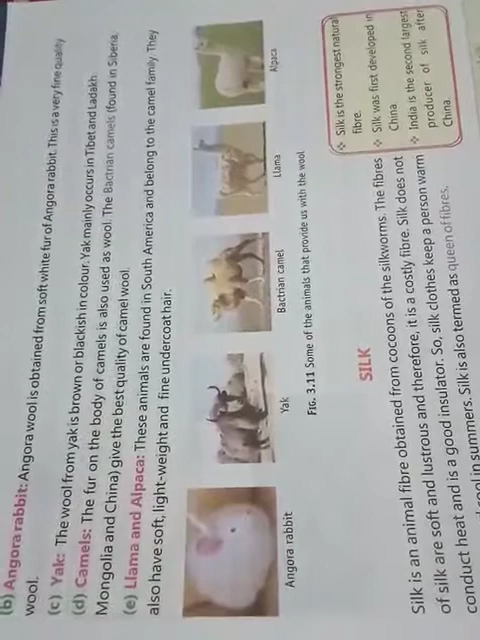 (b) Angora rabbit: Angora wool is obtained from soft white fur of Angora rabbit. This is a very fine quality
wool.
(c) Yak: The wool from yak is brown or blackish in colour. Yak mainly occurs in Tibet and Ladakh.
(d) Camels: The fur on the body of camels is also used as wool. The Bactrian camels (found in Siberia,
Mongolia and China) give the best quality of camel wool.
(e) Llama and Alpaca: These animals are found in South America and belong to the camel family. They
also have soft, light-weight and fine undercoat hair.
Angora rabbit
Yak
Bactrian camel
Llama
Alpaca
FIG. 3.11 Some of the animals that provide us with the wool
SILK
Silk is an animal fibre obtained from cocoons of the silkworms. The fibres
of silk are soft and lustrous and therefore, it is a costly fibre. Silk does not
conduct heat and is a good insulator. So, silk clothes keep a person warm
cool in summers. Silk is also termed as queen of fibres.
❖ Silk is the strongest natural
fibre.
❖ Silk was first developed in
China
❖ India is the second largest
producer of silk after
China.